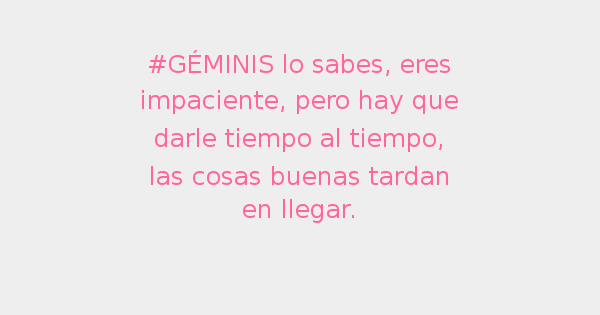 #GÉMINIS lo sabes, eres
impaciente, pero hay que
darle tiempo al tiempo,
las cosas buenas tardan
en llegar.